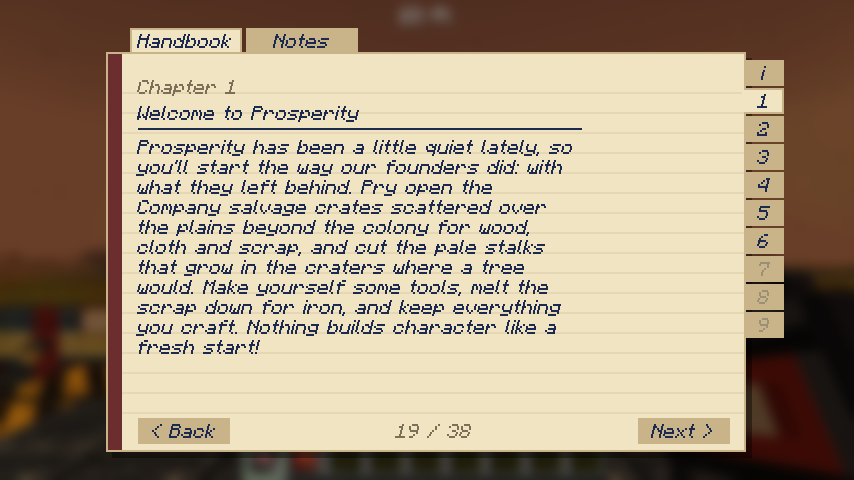 Handbook
Notes
Chapter 1
Welcome to Prosperity
Prosperity has been a little quiet lately, so
you'll start the way our founders did: with
what they left behind. Pry open the
Company salvage crates scattered over
the plains beyond the colony for wood,
cloth and scrap, and cut the pale stalks
that grow in the craters where a tree
would. Make yourself some tools, melt the
scrap down for iron, and keep everything
you craft. Nothing builds character like a
fresh start!
< Back
19 / 38
Next >
i
1
2
3
4
5
6
7
8
9